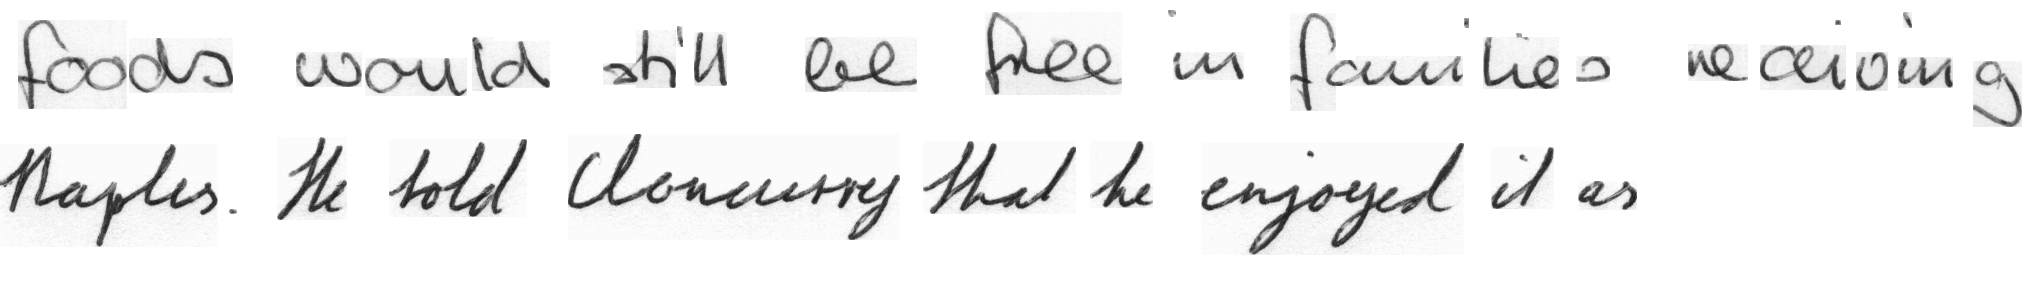 foods would still be free in families receiving
Naples. He told Cloncurry that he enjoyed it as